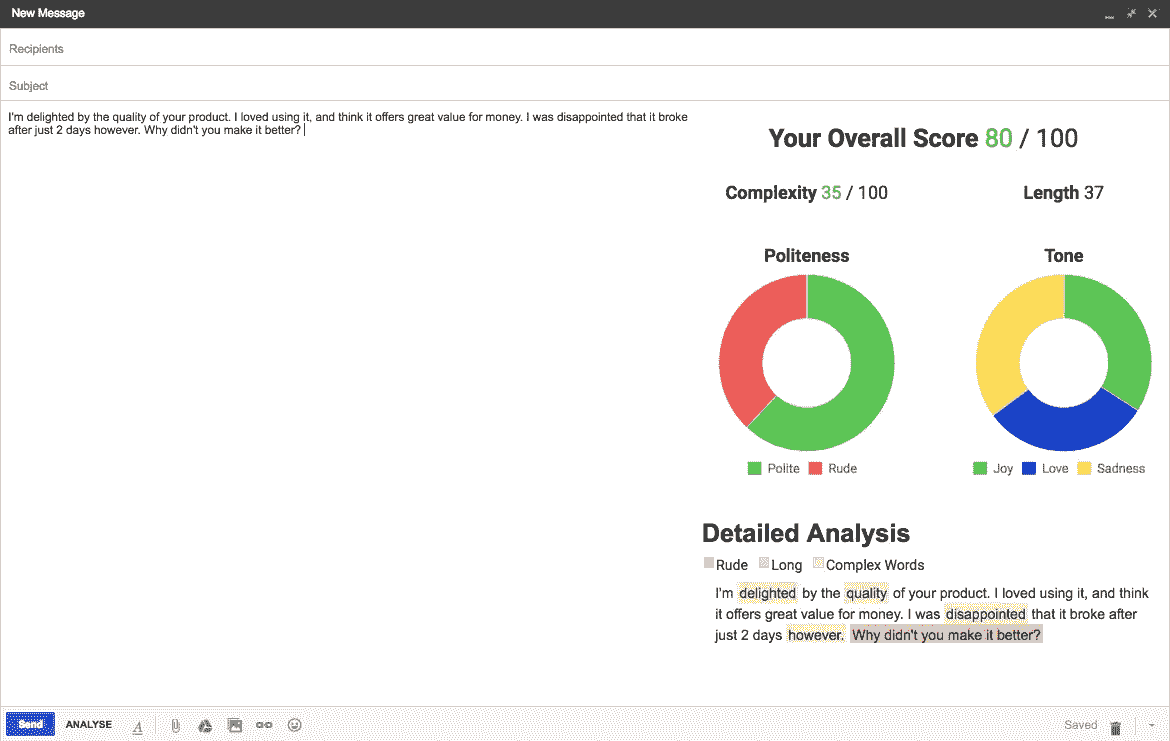 New Message
Recipients
Subject
I'm delighted by the quality of your product. I loved using it, and think it offers great value for money. I was disappointed that it broke
after just 2 days however. Why didn't you make it better?
Your Overall Score 80 / 100
Complexity 35 / 100
Length 37
Politeness
Tone
Polite Rude
Joy Love Sadness
Detailed Analysis
Rude Long Complex Words
I'm delighted by the quality of your product. I loved using it, and think
it offers great value for money. I was disappointed that it broke after
just 2 days however. Why didn't you make it better?
Send ANALYSE A Saved